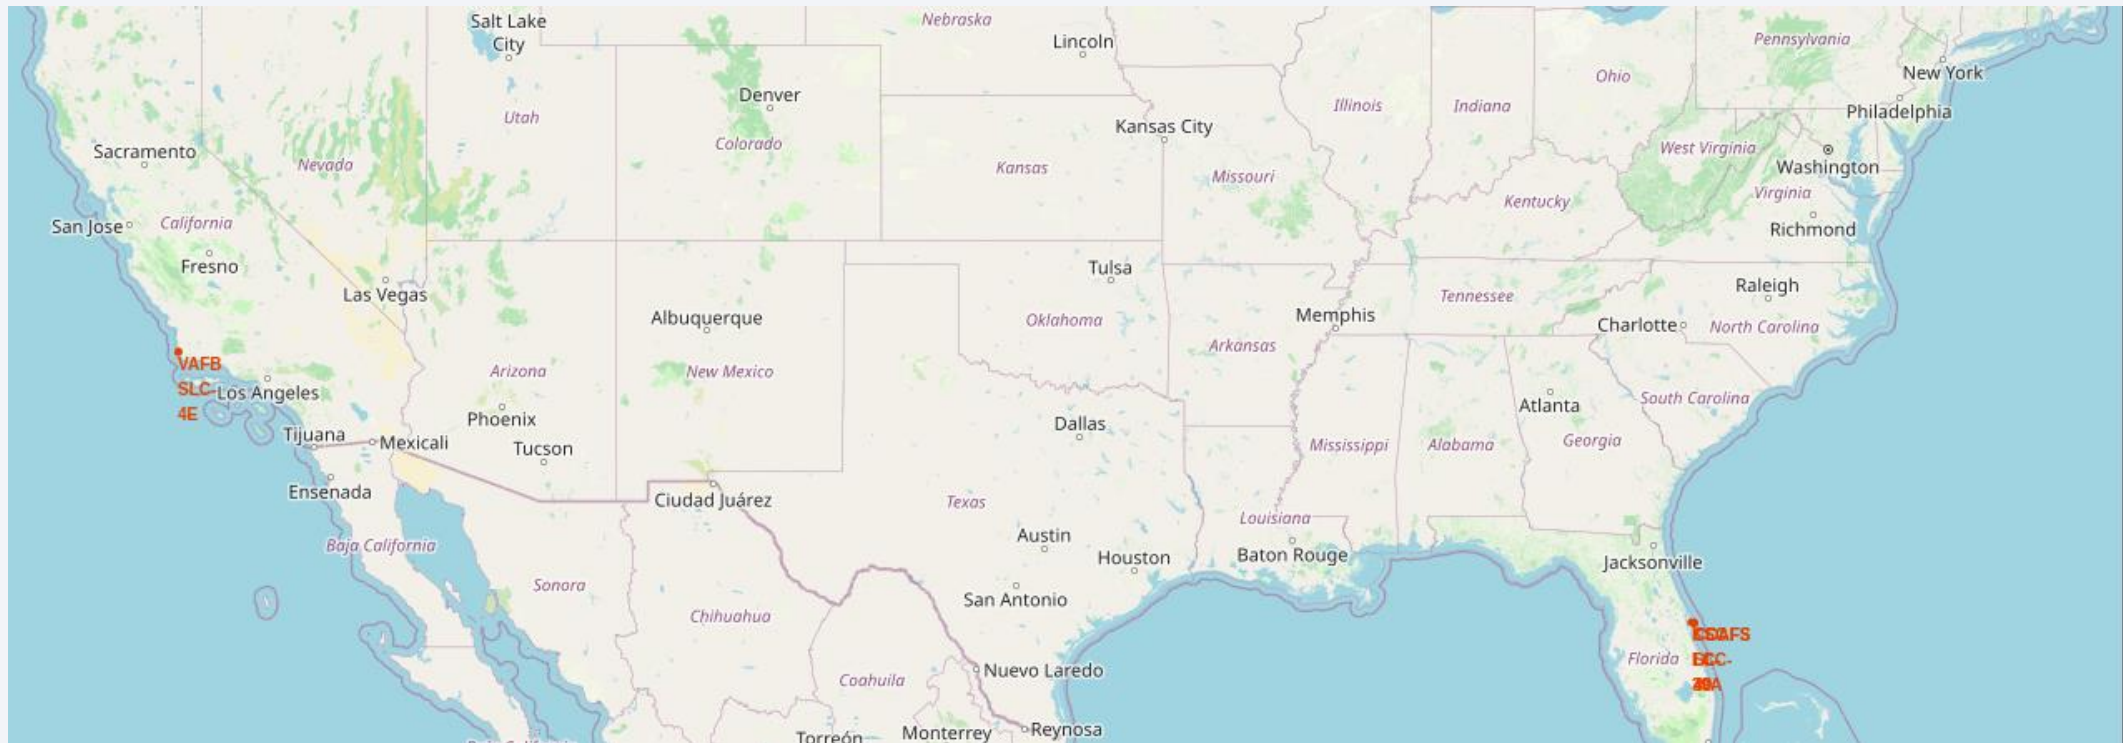 Salt Lake
City
Nebraska
Lincoln
Pennsylvania
New York
Ohio
Denver
Illinois
Indiana
Philadelphia
Utah
Kansas City
Colorado
Sacramento
Nevada
Kansas
Missouri
West Virginia
Washington
Virginia
Kentucky
San Jose
California
Richmond
Fresno
Tulsa
Las Vegas
Raleigh
Tennessee
Albuquerque
Oklahoma
Memphis
Charlotte
North Carolina
Arkansas
VAFB
SLC-
4E
Arizona
New Mexico
Los Angeles
South Carolina
Atlanta
Phoenix
Dallas
Tijuana
Mexicali
Tucson
Mississippi
Alabama
Georgia
Ensenada
Ciudad Juárez
Texas
Louisiana
Austin
Baja California
Houston
Baton Rouge
Jacksonville
Sonora
San Antonio
Chihuahua
Florida
Nuevo Laredo
Coahuila
Monterrey
Reynosa
Torreón